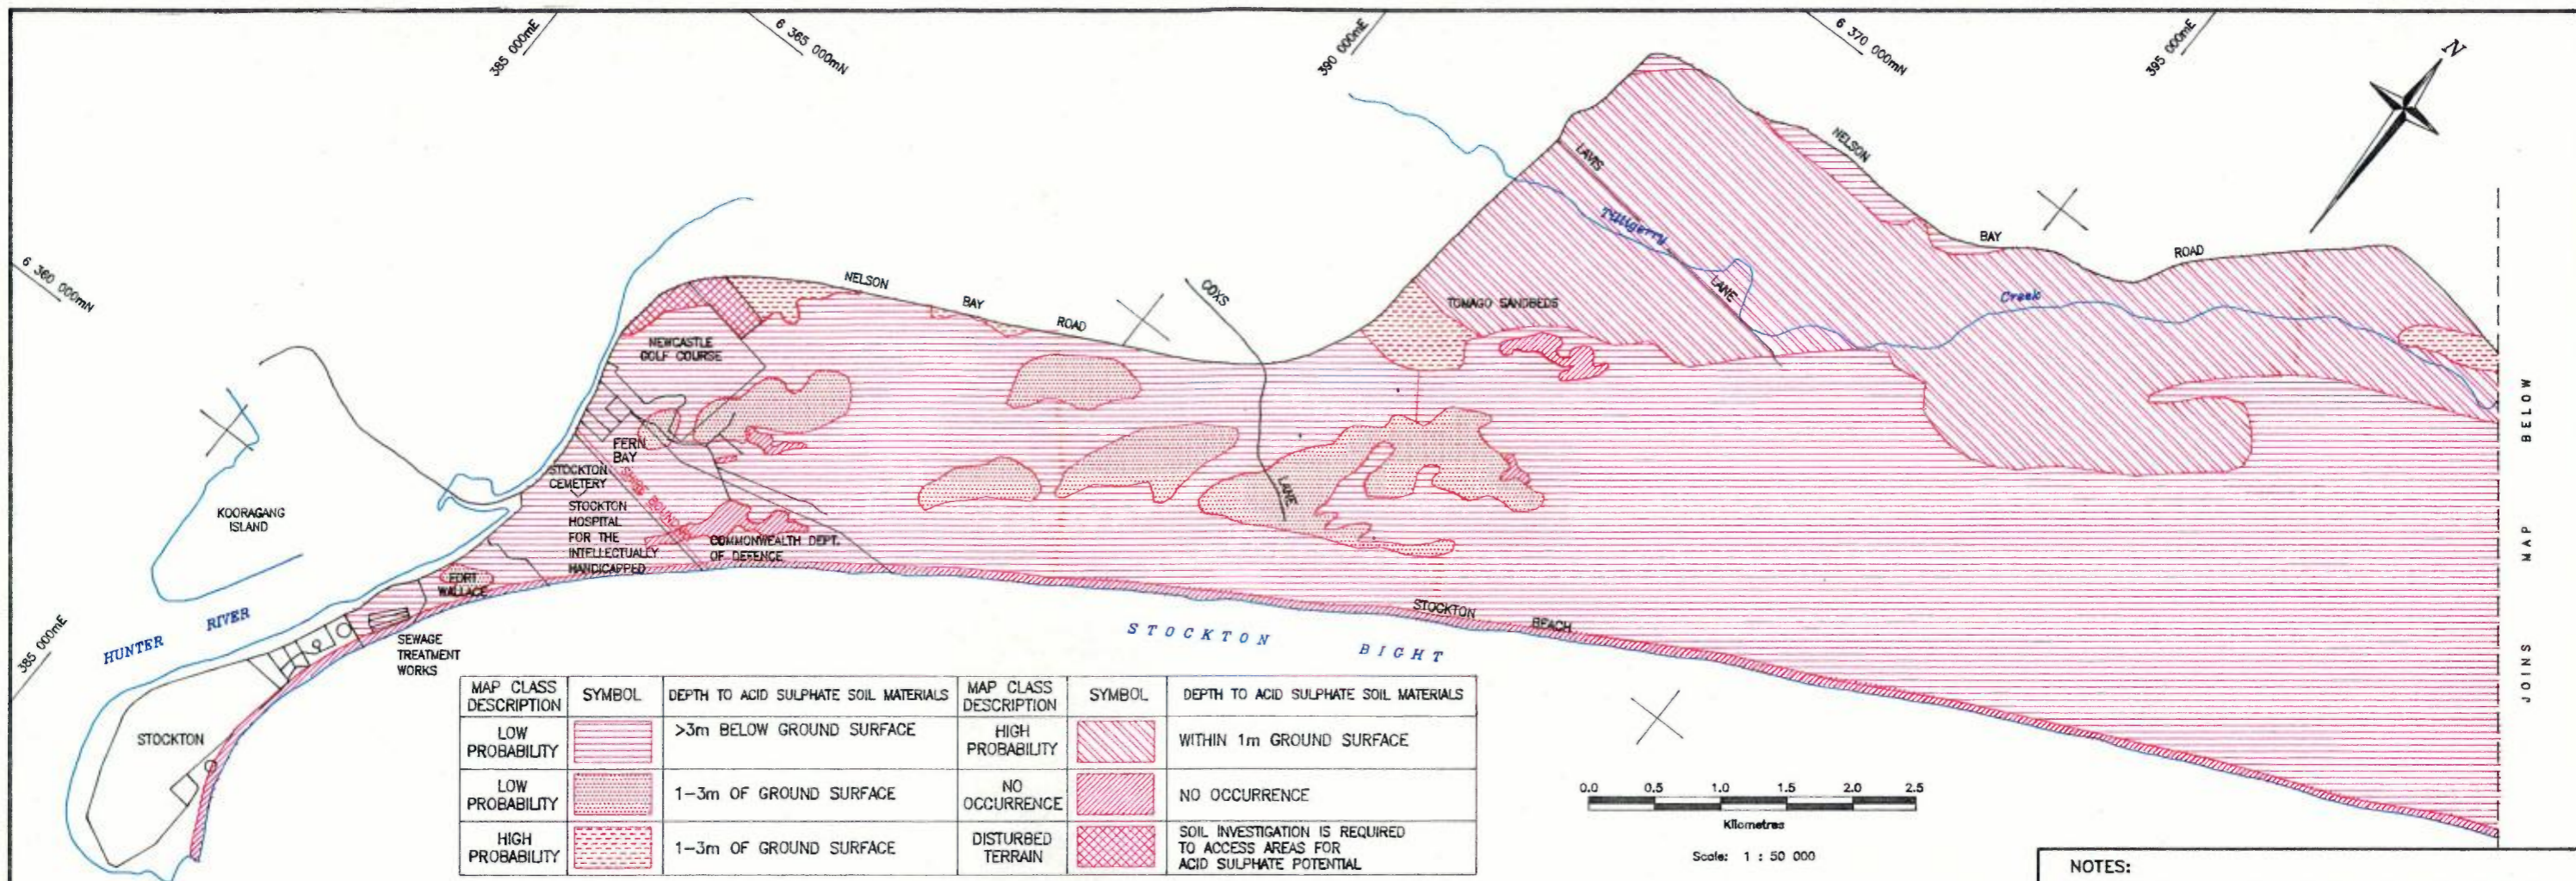 385 000mE
6 365 000mN
390 000mE
6 370 000mN
395 000mE
N
6 360 000mN
385 000mE
NELSON
BAY
ROAD
COXS
LANE
LAVIS
LANE
Tilligerry
Creek
NELSON
BAY
ROAD
TOMAGO SANDBEDS
NEWCASTLE
GOLF COURSE
FERN
BAY
STOCKTON
CEMETERY
SHIRE BOUNDARY
STOCKTON
HOSPITAL
FOR THE
INTELLECTUALLY
HANDICAPPED
COMMONWEALTH DEPT.
OF DEFENCE
KOORAGANG
ISLAND
FORT
WALLACE
HUNTER RIVER
SEWAGE
TREATMENT
WORKS
STOCKTON
STOCKTON BEACH
STOCKTON BIGHT
JOINS MAP BELOW
MAP CLASS
DESCRIPTION
SYMBOL
DEPTH TO ACID SULPHATE SOIL MATERIALS
MAP CLASS
DESCRIPTION
SYMBOL
DEPTH TO ACID SULPHATE SOIL MATERIALS
LOW
PROBABILITY
>3m BELOW GROUND SURFACE
HIGH
PROBABILITY
WITHIN 1m GROUND SURFACE
LOW
PROBABILITY
1-3m OF GROUND SURFACE
NO
OCCURRENCE
NO OCCURRENCE
HIGH
PROBABILITY
1-3m OF GROUND SURFACE
DISTURBED
TERRAIN
SOIL INVESTIGATION IS REQUIRED
TO ACCESS AREAS FOR
ACID SULPHATE POTENTIAL
0.0 0.5 1.0 1.5 2.0 2.5
Kilometres
Scale: 1 : 50 000
NOTES: